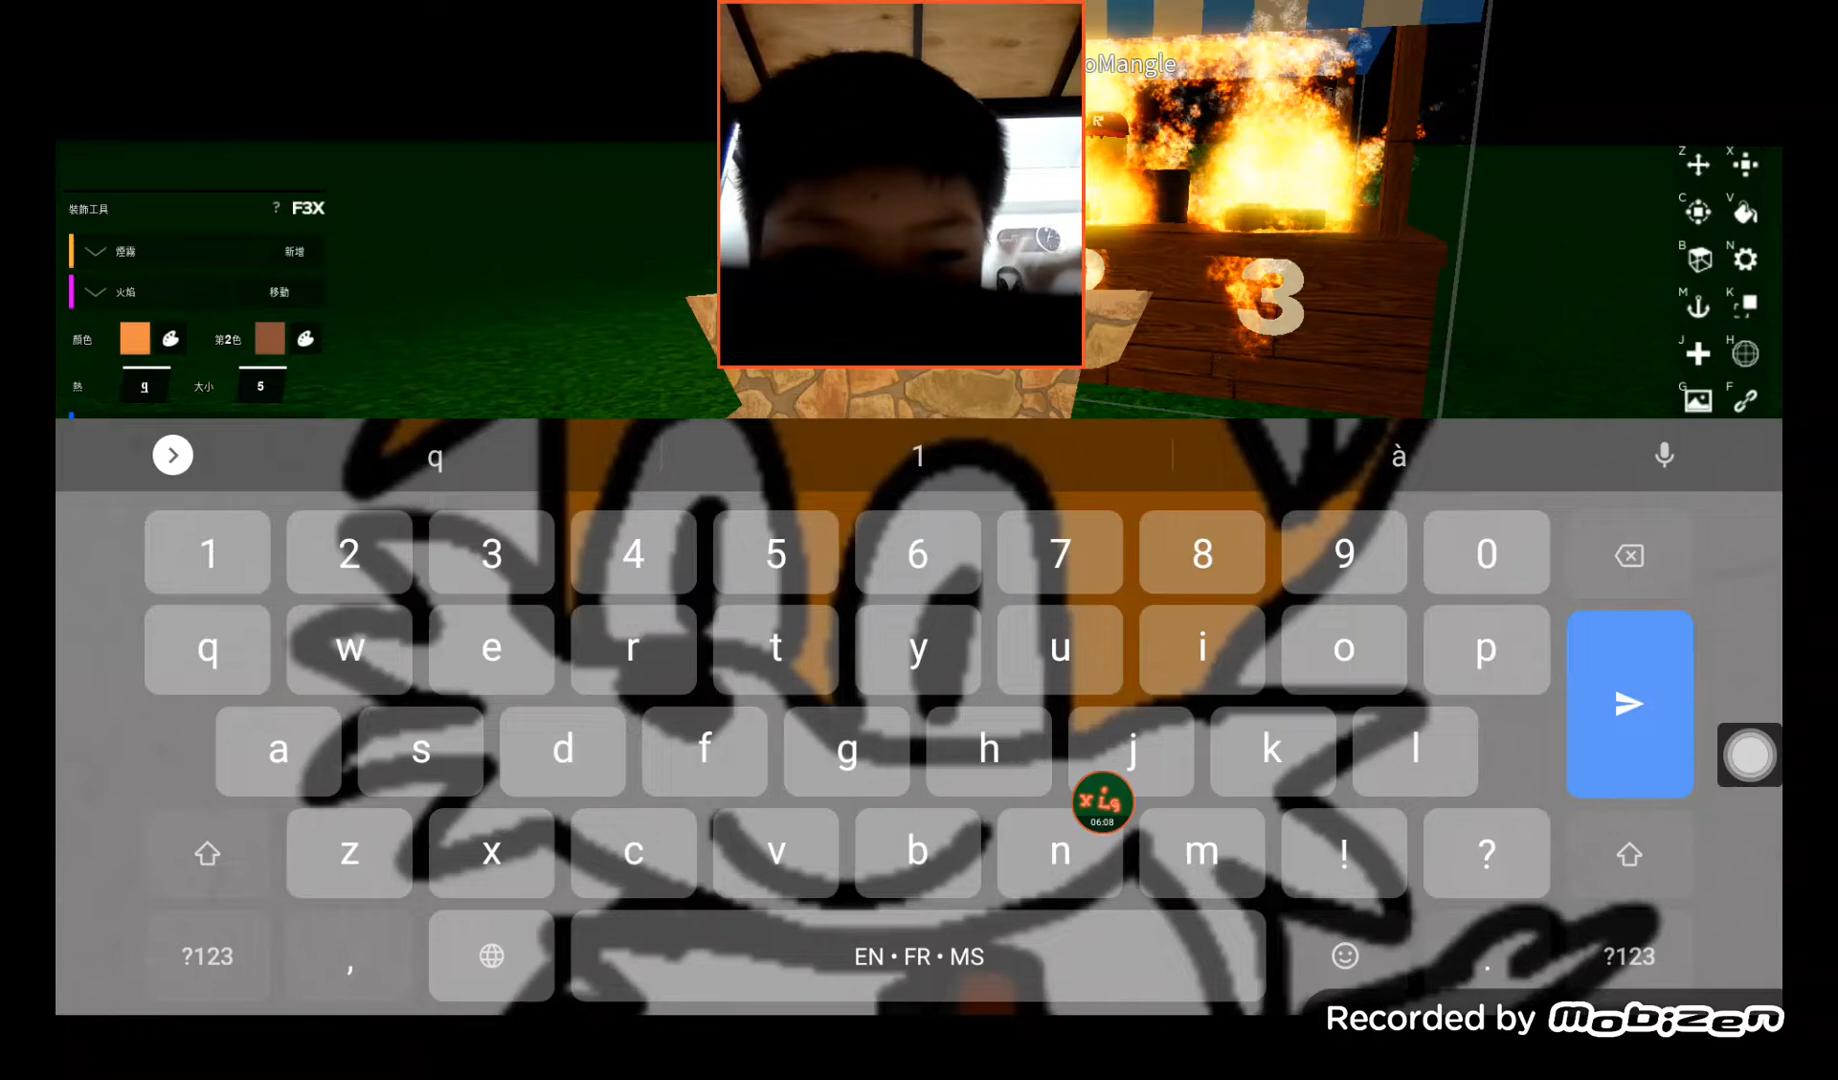 oMangle
R
裝飾工具 ? F3X
煙霧 新增
火焰 移動
顏色 第2色
熱 q 大小 5
3
Z X
C V
B N
M K
J H
G F
q 1 à
1 2 3 4 5 6 7 8 9 0
q w e r t y u i o p
a s d f g h j k l
z x c v b n m ! ?
?123 , EN • FR • MS . ?123
06:08
Recorded by mobizen